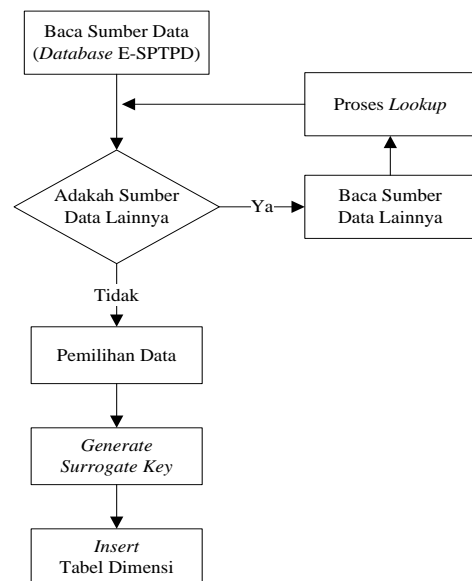 Baca Sumber Data
(Database E-SPTPD)
Proses Lookup
Adakah Sumber
Data Lainnya
Ya
Baca Sumber
Data Lainnya
Tidak
Pemilihan Data
Generate
Surrogate Key
Insert
Tabel Dimensi